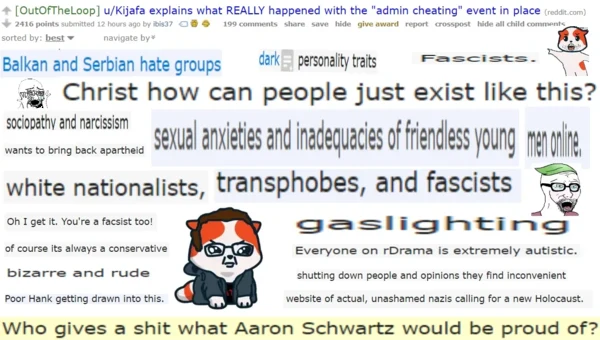 [OutOfTheLoop] u/Kijafa explains what REALLY happened with the "admin cheating" event in place (reddit.com)
2416 points submitted 12 hours ago by ibis37 199 comments share save hide give award report crosspost hide all child comments
sorted by: best navigate by
Balkan and Serbian hate groups dark personality traits Fascists.
Christ how can people just exist like this?
sociopathy and narcissism
wants to bring back apartheid
sexual anxieties and inadequacies of friendless young men online.
white nationalists, transphobes, and fascists
Oh I get it. You're a facsist too! gaslighting
of course its always a conservative Everyone on rDrama is extremely autistic.
bizarre and rude shutting down people and opinions they find inconvenient
Poor Hank getting drawn into this. website of actual, unashamed nazis calling for a new Holocaust.
Who gives a shit what Aaron Schwartz would be proud of?